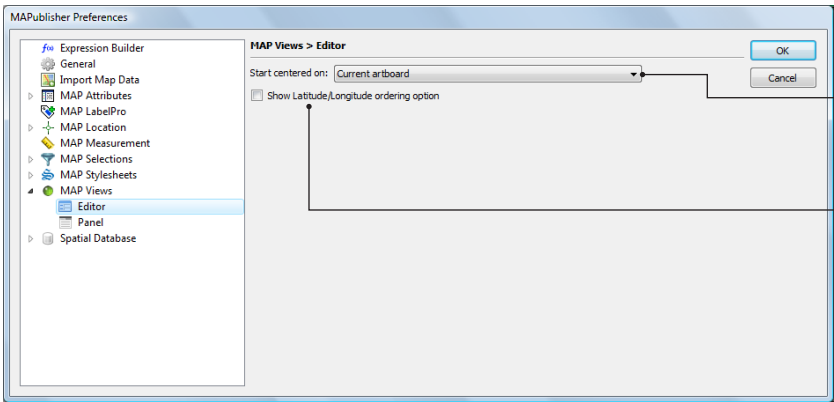 MAPublisher Preferences
Expression Builder
General
Import Map Data
MAP Attributes
MAP LabelPro
MAP Location
MAP Measurement
MAP Selections
MAP Stylesheets
MAP Views
Editor
Panel
Spatial Database
MAP Views > Editor
Start centered on: Current artboard
Show Latitude/Longitude ordering option
OK
Cancel